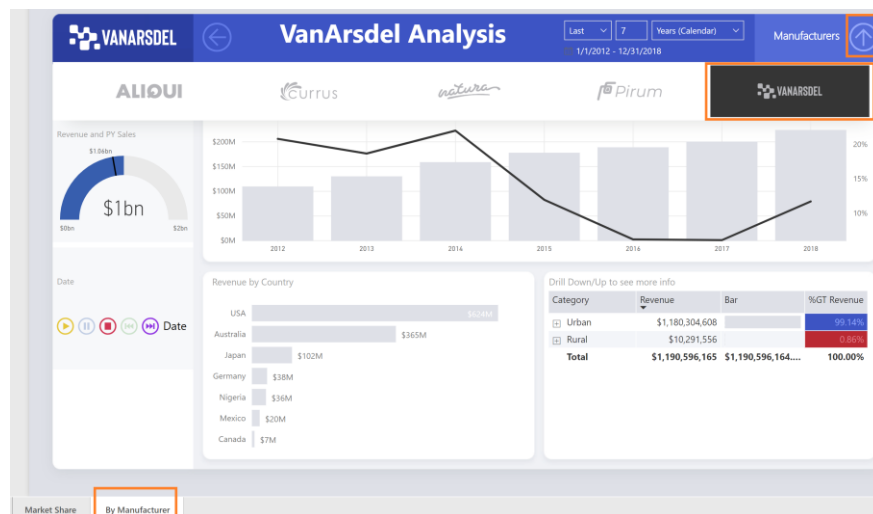 VANARSDEL
VanArsdel Analysis
Last 7 Years (Calendar)
1/1/2012 - 12/31/2018
Manufacturers
ALIQUI
Currus
natura
Pirum
VANARSDEL
Revenue and PY Sales
$1.06bn
$1bn
$0bn
$2bn
$200M
$150M
$100M
$50M
$0M
20%
15%
10%
2012 2013 2014 2015 2016 2017 2018
Date
Date
Revenue by Country
USA $624M
Australia $365M
Japan $102M
Germany $38M
Nigeria $36M
Mexico $20M
Canada $7M
Drill Down/Up to see more info
Category Revenue Bar %GT Revenue
Urban $1,180,304,608 99.14%
Rural $10,291,556 0.86%
Total $1,190,596,165 $1,190,596,164.... 100.00%
Market Share By Manufacturer